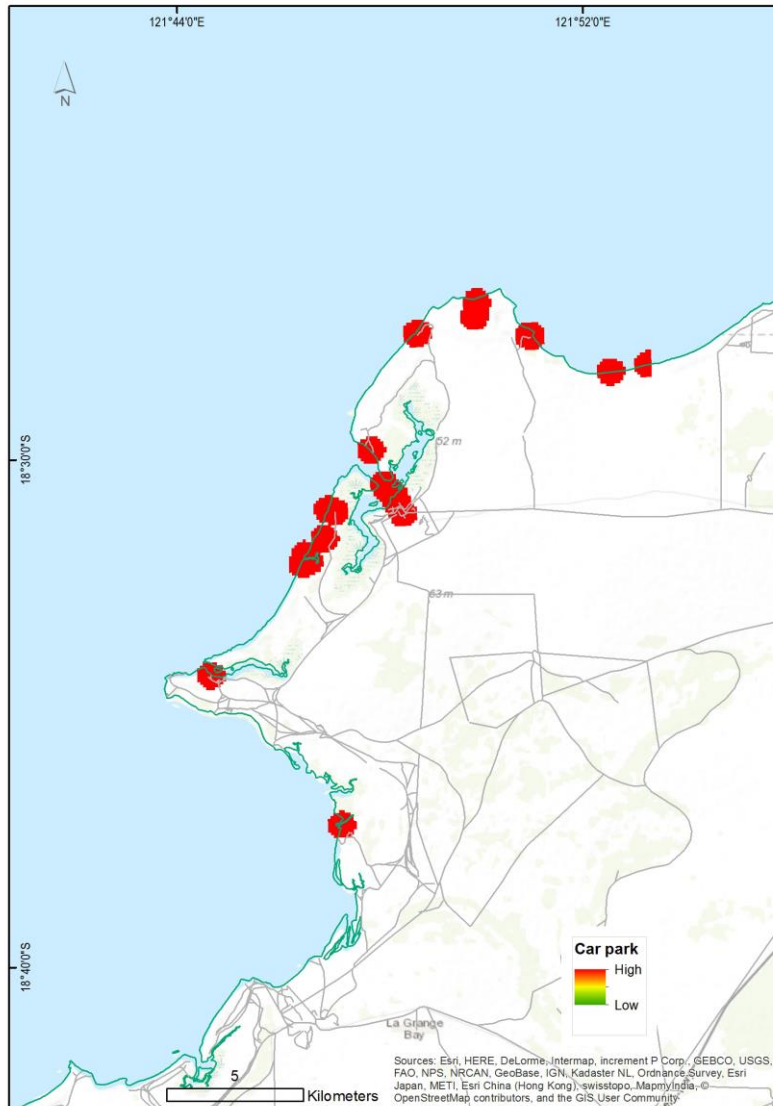 121°44'0"E
121°52'0"E
N
52 m
18°30'0"S
63 m
18°40'0"S
Car park
High
Low
La Grange
Bay
5
Kilometers
Sources: Esri, HERE, DeLorme, Intermap, increment P Corp., GEBCO, USGS,
FAO, NPS, NRCAN, GeoBase, IGN, Kadaster NL, Ordnance Survey, Esri
Japan, METI, Esri China (Hong Kong), swisstopo, MapmyIndia, ©
OpenStreetMap contributors, and the GIS User Community